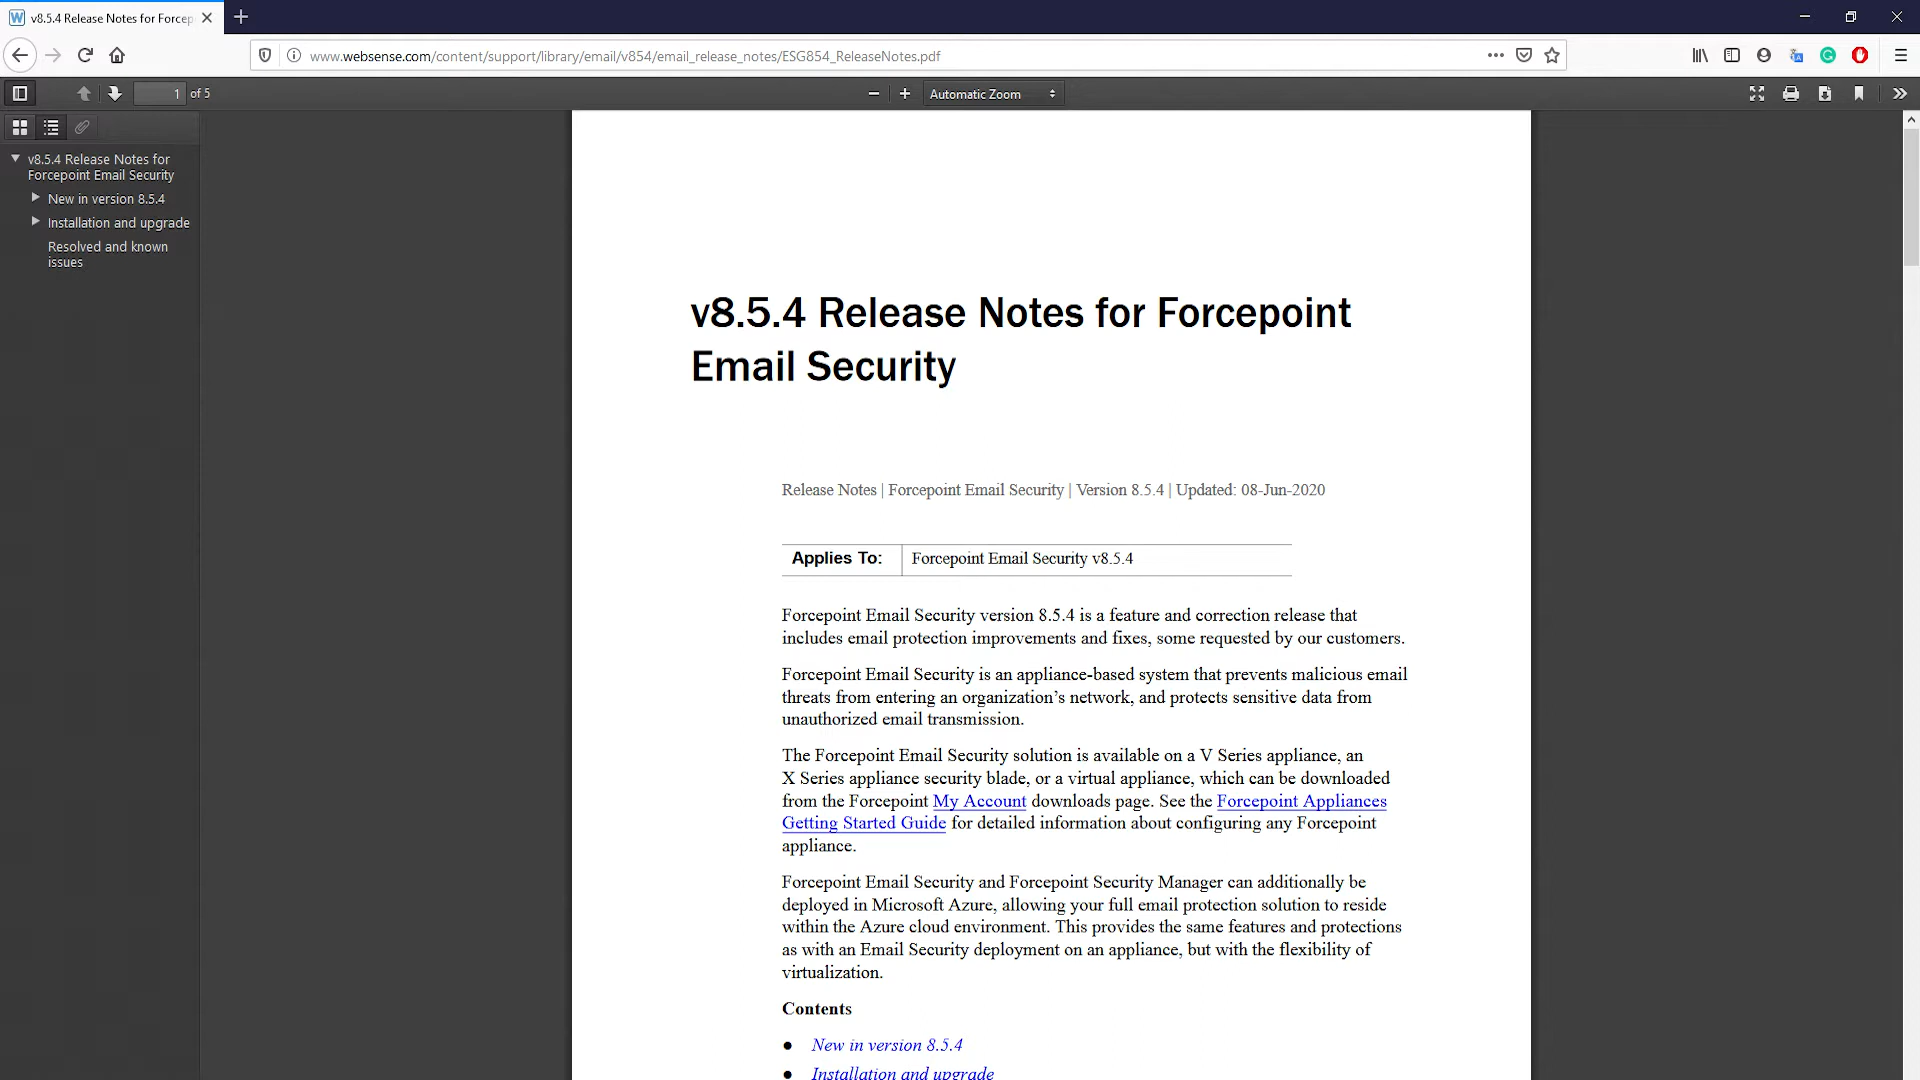 v8.5.4 Release Notes for Forcep
www.websense.com/content/support/library/email/v854/email_release_notes/ESG854_ReleaseNotes.pdf
1 of 5
Automatic Zoom
v8.5.4 Release Notes for
Forcepoint Email Security
New in version 8.5.4
Installation and upgrade
Resolved and known
issues
v8.5.4 Release Notes for Forcepoint
Email Security
Release Notes | Forcepoint Email Security | Version 8.5.4 | Updated: 08-Jun-2020
Applies To: Forcepoint Email Security v8.5.4
Forcepoint Email Security version 8.5.4 is a feature and correction release that
includes email protection improvements and fixes, some requested by our customers.
Forcepoint Email Security is an appliance-based system that prevents malicious email
threats from entering an organization’s network, and protects sensitive data from
unauthorized email transmission.
The Forcepoint Email Security solution is available on a V Series appliance, an
X Series appliance security blade, or a virtual appliance, which can be downloaded
from the Forcepoint My Account downloads page. See the Forcepoint Appliances
Getting Started Guide for detailed information about configuring any Forcepoint
appliance.
Forcepoint Email Security and Forcepoint Security Manager can additionally be
deployed in Microsoft Azure, allowing your full email protection solution to reside
within the Azure cloud environment. This provides the same features and protections
as with an Email Security deployment on an appliance, but with the flexibility of
virtualization.
Contents
● New in version 8.5.4
● Installation and upgrade